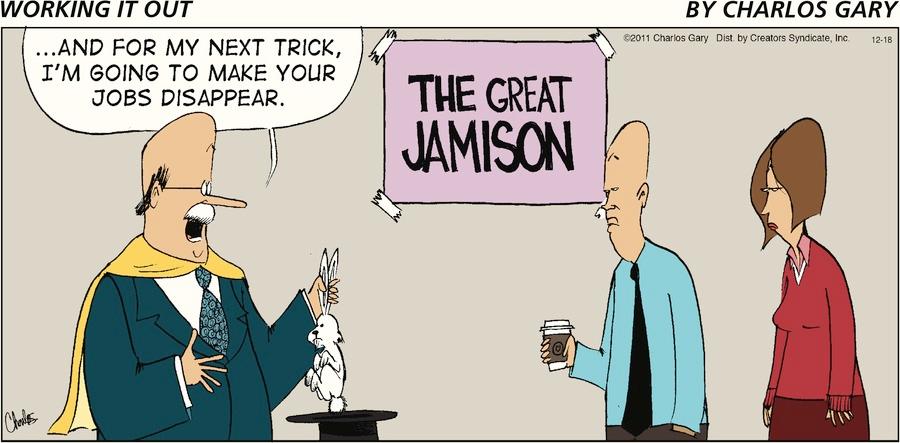 WORKING IT OUT
BY CHARLOS GARY
©2011 Charlos Gary Dist. by Creators Syndicate, Inc. 12-18
...AND FOR MY NEXT TRICK,
I'M GOING TO MAKE YOUR
JOBS DISAPPEAR.
THE GREAT
JAMISON